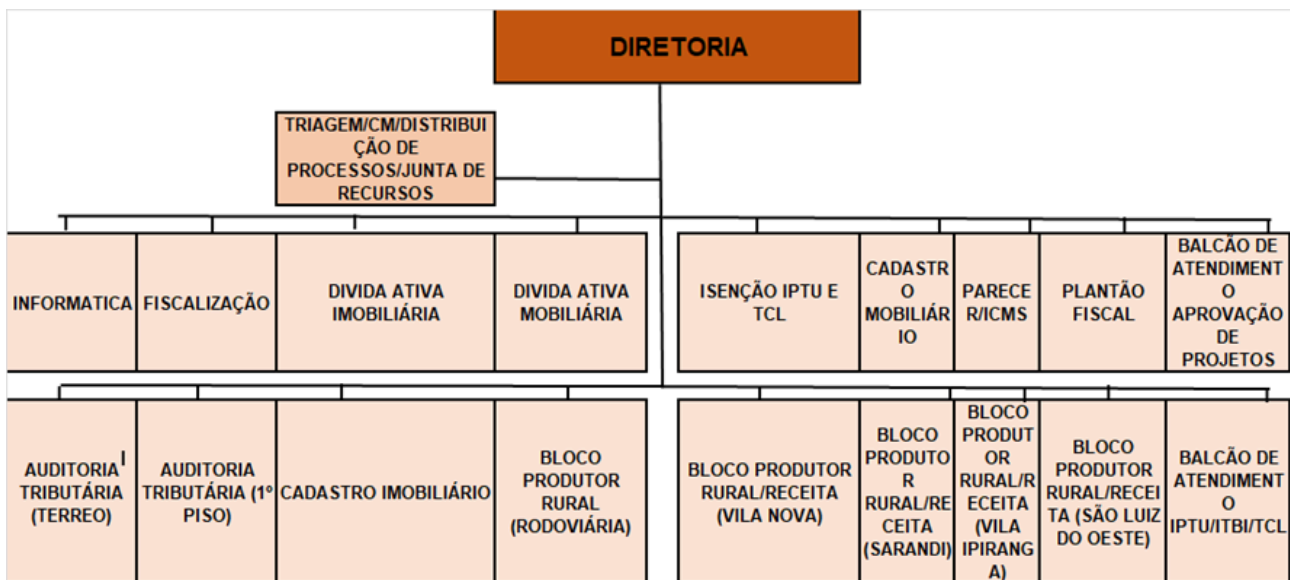 DIRETORIA
TRIAGEM/CM/DISTRIBUI
ÇÃO DE
PROCESSOS/JUNTA DE
RECURSOS
INFORMATICA
FISCALIZAÇÃO
DIVIDA ATIVA
IMOBILIÁRIA
DIVIDA ATIVA
MOBILIÁRIA
ISENÇÃO IPTU E
TCL
CADASTR
O
MOBILIÁR
IO
PARECE
R/ICMS
PLANTÃO
FISCAL
BALCÃO DE
ATENDIMENT
O
APROVAÇÃO
DE
PROJETOS
AUDITORIA
TRIBUTÁRIA
(TERREO)
AUDITORIA
TRIBUTÁRIA (1º
PISO)
CADASTRO IMOBILIÁRIO
BLOCO
PRODUTOR
RURAL
(RODOVIÁRIA)
BLOCO PRODUTOR
RURAL/RECEITA
(VILA NOVA)
BLOCO
PRODUTO
R
RURAL/RE
CEITA
(SARANDI)
BLOCO
PRODUT
OR
RURAL/R
ECEITA
(VILA
IPIRANG
A)
BLOCO
PRODUTOR
RURAL/RECEI
TA (SÃO LUIZ
DO OESTE)
BALCÃO DE
ATENDIMENT
O
IPTU/ITBI/TCL